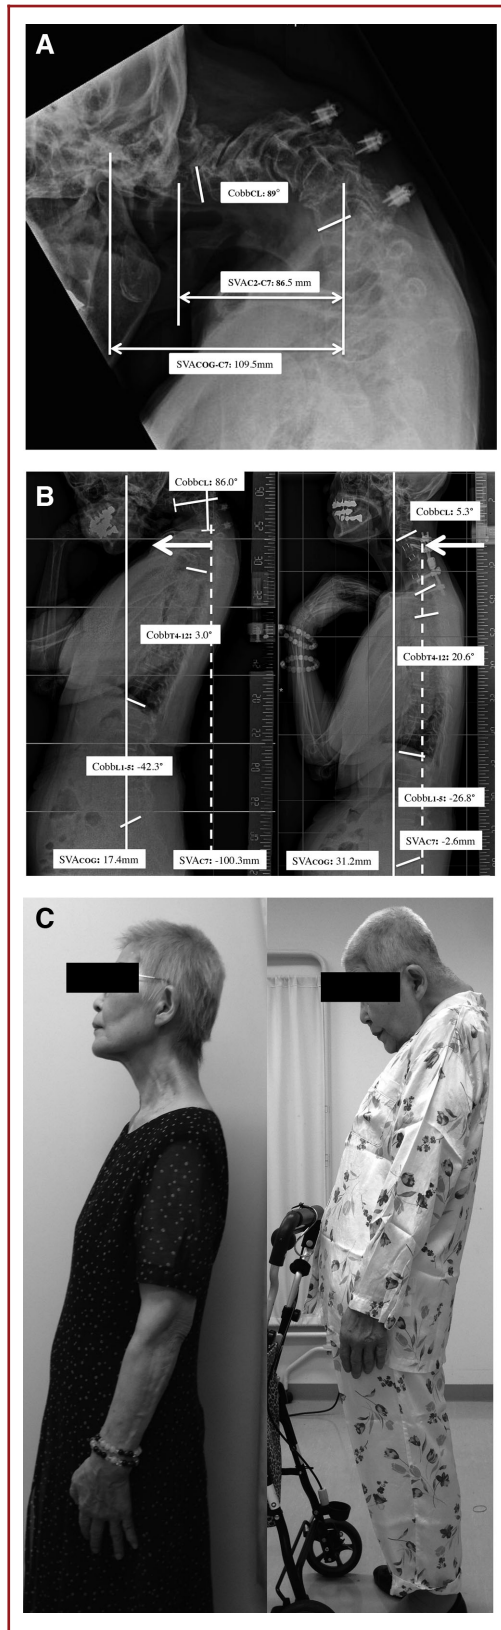 A
CobbCL: 89°
SVAC2-C7: 86.5 mm
SVACOG-C7: 109.5mm
B
CobbCL: 86.0°
CobbCL: 5.3°
CobbT4-12: 3.0°
CobbT4-12: 20.6°
CobbL1-5: -42.3°
CobbL1-5: -26.8°
SVAC7: -2.6mm
SVACOG: 17.4mm
SVAC7: -100.3mm
SVACOG: 31.2mm
C